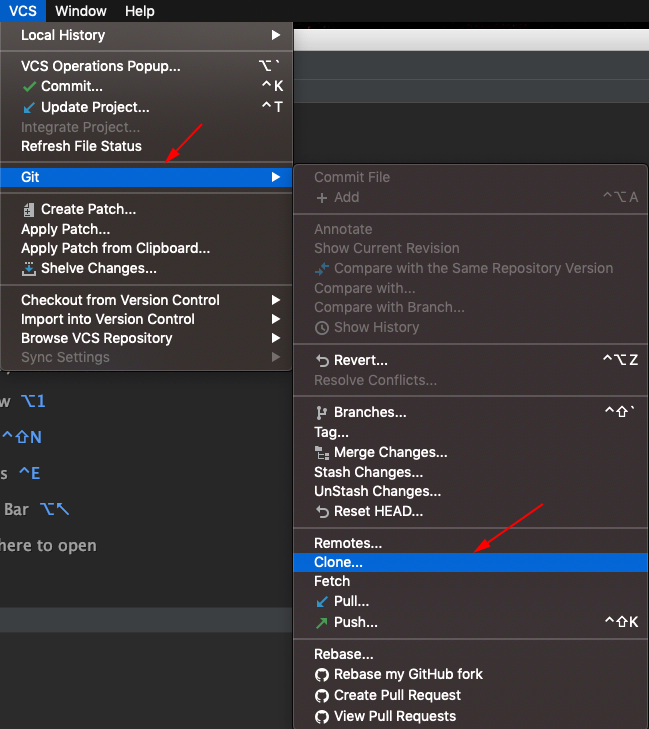 VCS Window Help
Local History
VCS Operations Popup... ⌥`
Commit... ^K
Update Project... ^T
Integrate Project...
Refresh File Status
Git
Create Patch...
Apply Patch...
Apply Patch from Clipboard...
Shelve Changes...
Checkout from Version Control
Import into Version Control
Browse VCS Repository
Sync Settings
w ⌥1
^⇧N
s ^E
Bar ⌥↖
here to open
Commit File
+ Add ^⌥A
Annotate
Show Current Revision
Compare with the Same Repository Version
Compare with...
Compare with Branch...
Show History
Revert... ^⌥Z
Resolve Conflicts...
Branches... ^⇧`
Tag...
Merge Changes...
Stash Changes...
UnStash Changes...
Reset HEAD...
Remotes...
Clone...
Fetch
Pull...
Push... ^⇧K
Rebase...
Rebase my GitHub fork
Create Pull Request
View Pull Requests